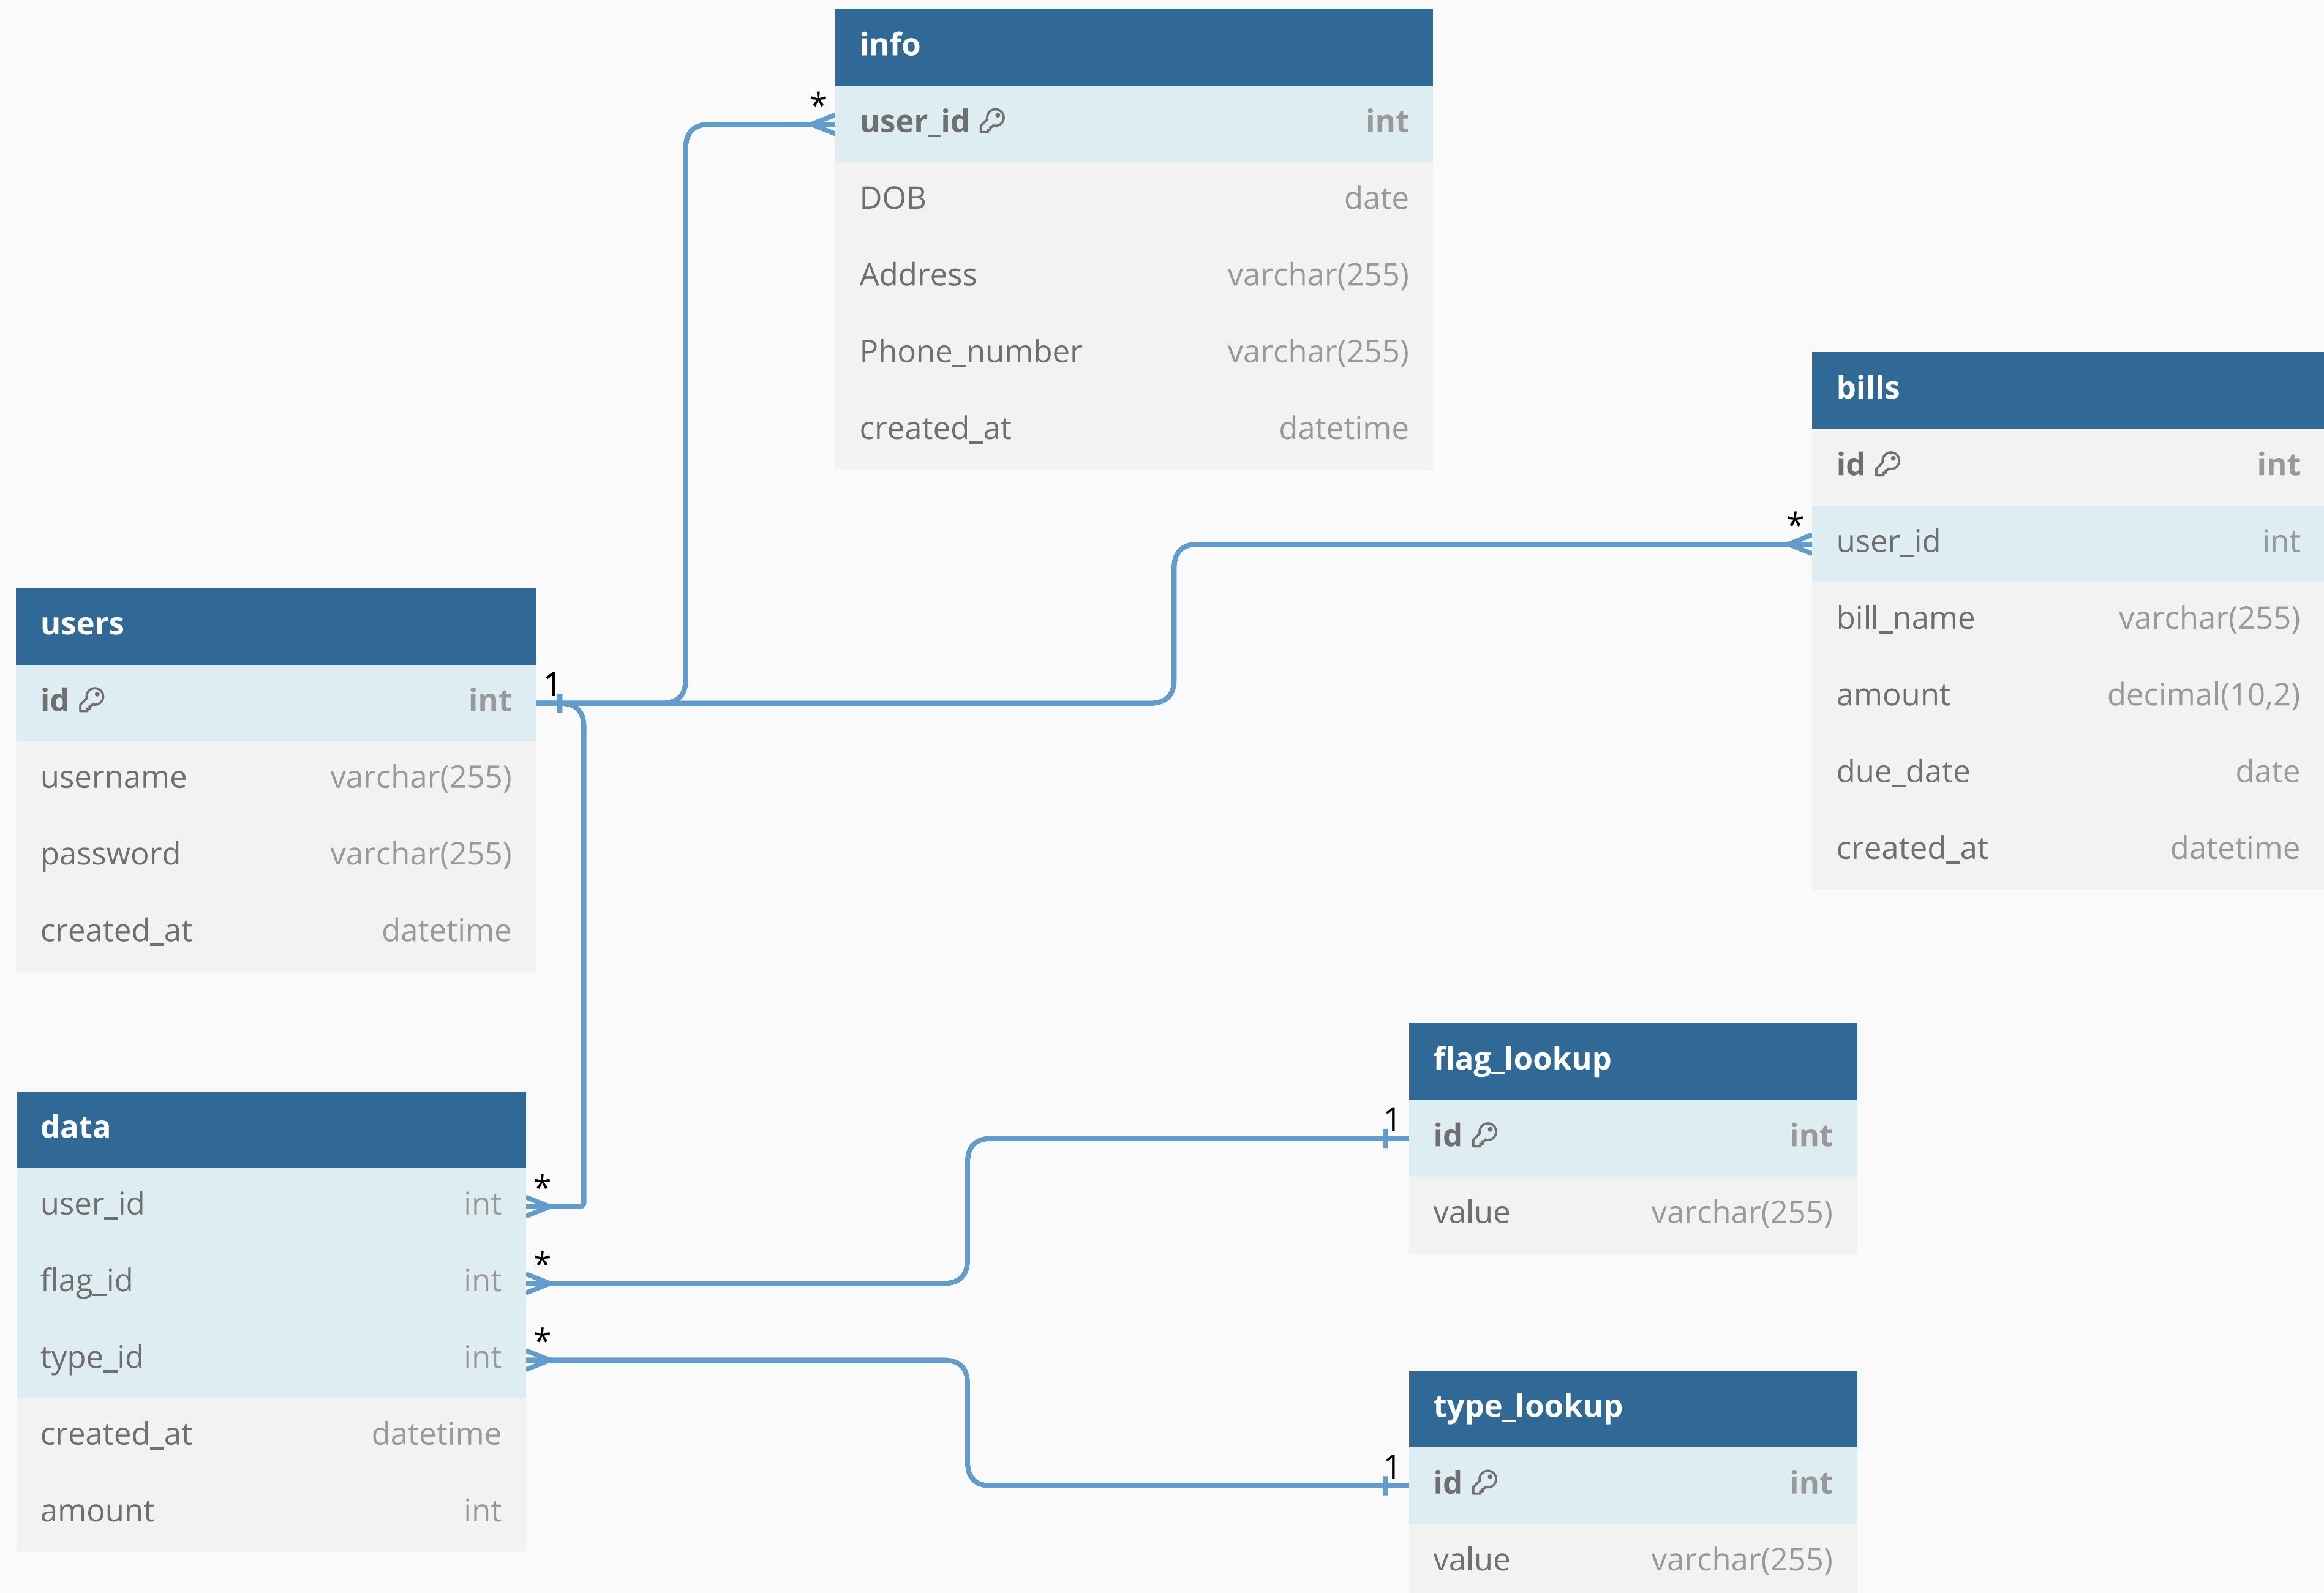 info
* user_id int
DOB date
Address varchar(255)
Phone_number varchar(255)
created_at datetime
bills
id int
* user_id int
bill_name varchar(255)
amount decimal(10,2)
due_date date
created_at datetime
users
id int 1
username varchar(255)
password varchar(255)
created_at datetime
data
user_id int *
flag_id int *
type_id int *
created_at datetime
amount int
flag_lookup
1 id int
value varchar(255)
type_lookup
1 id int
value varchar(255)